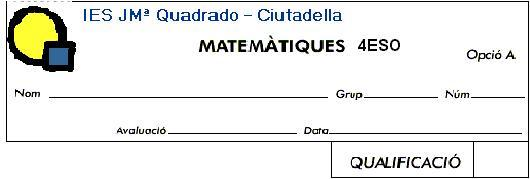 IES JMª Quadrado – Ciutadella
MATEMÀTIQUES 4ESO
Opció A.
Nom Grup Núm
Avaluació Data
QUALIFICACIÓ